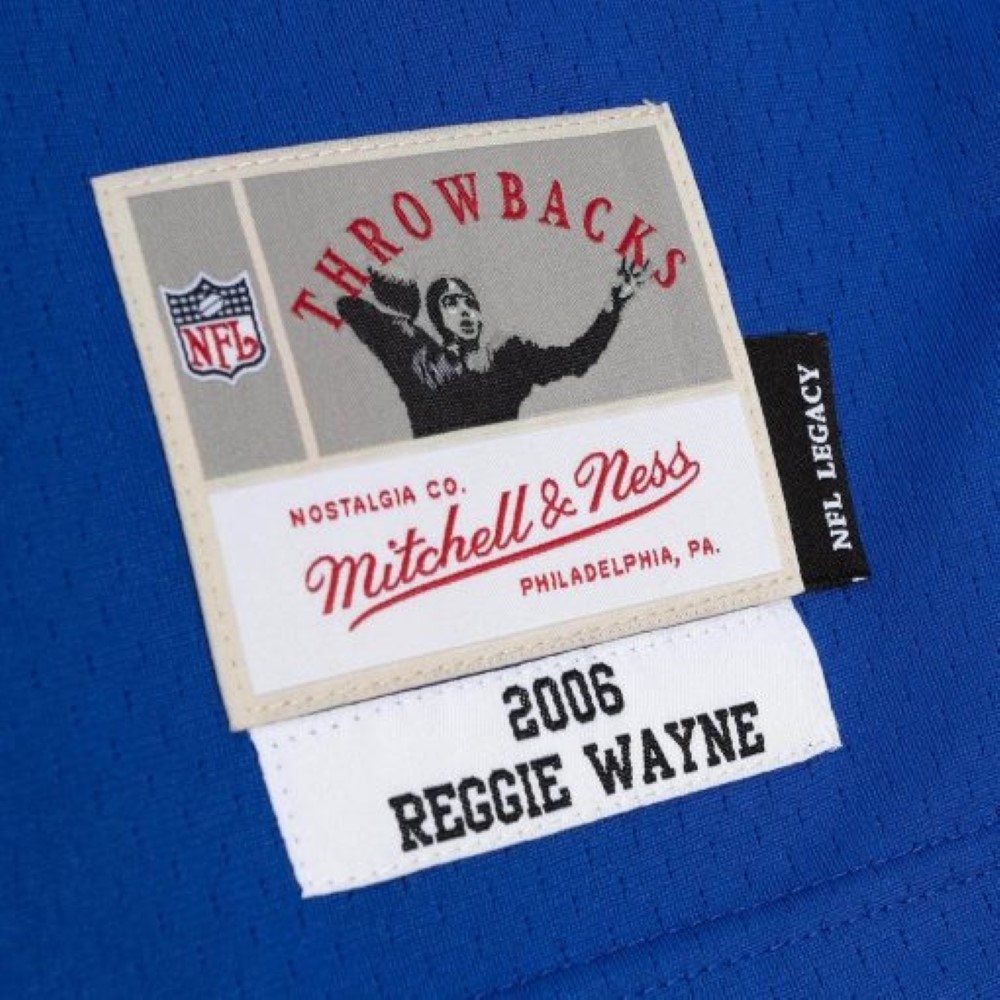 THROWBACKS
NFL
NOSTALGIA CO.
Mitchell & Ness
PHILADELPHIA, PA.
NFL LEGACY
2006
REGGIE WAYNE